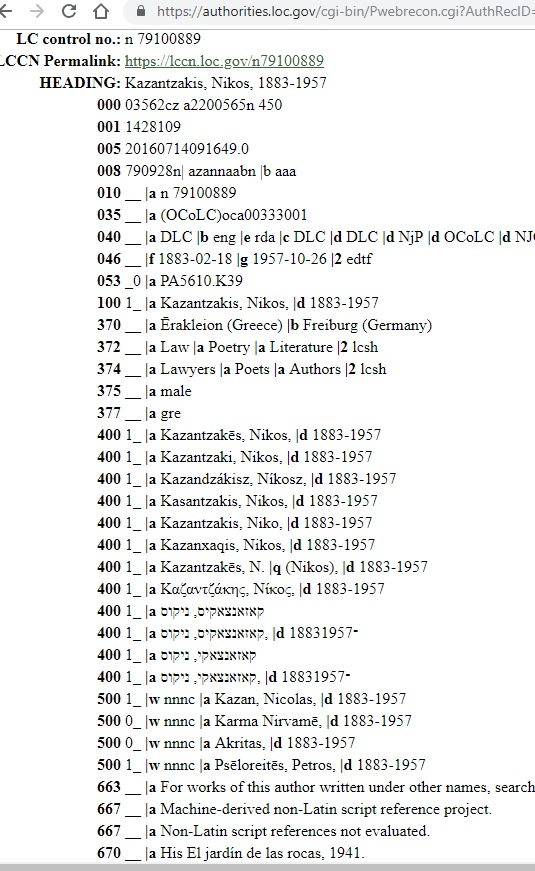 https://authorities.loc.gov/cgi-bin/Pwebrecon.cgi?AuthRecID=
LC control no.: n 79100889
LCCN Permalink: https://lccn.loc.gov/n79100889
HEADING: Kazantzakis, Nikos, 1883-1957
000 03562cz a2200565n 450
001 1428109
005 20160714091649.0
008 790928n| azannaabn |b aaa
010 __ |a n 79100889
035 __ |a (OCoLC)oca00333001
040 __ |a DLC |b eng |e rda |c DLC |d DLC |d NjP |d OCoLC |d NJ
046 __ |f 1883-02-18 |g 1957-10-26 |2 edtf
053 _0 |a PA5610.K39
100 1_ |a Kazantzakis, Nikos, |d 1883-1957
370 __ |a Ērakleion (Greece) |b Freiburg (Germany)
372 __ |a Law |a Poetry |a Literature |2 lcsh
374 __ |a Lawyers |a Poets |a Authors |2 lcsh
375 __ |a male
377 __ |a gre
400 1_ |a Kazantzakēs, Nikos, |d 1883-1957
400 1_ |a Kazantzaki, Nikos, |d 1883-1957
400 1_ |a Kazandzákisz, Níkosz, |d 1883-1957
400 1_ |a Kasantzakis, Nikos, |d 1883-1957
400 1_ |a Kazantzakis, Niko, |d 1883-1957
400 1_ |a Kazanxaqis, Nikos, |d 1883-1957
400 1_ |a Kazantzakēs, N. |q (Nikos), |d 1883-1957
400 1_ |a Καζαντζάκης, Νίκος, |d 1883-1957
400 1_ |a קאזאנצאקיס, ניקוס
400 1_ |a קאזאנצאקיס, ניקוס, |d 18831957־
400 1_ |a קאזאנצאקי, ניקוס
400 1_ |a קאזאנצאקי, ניקוס, |d 18831957־
500 1_ |w nnnc |a Kazan, Nicolas, |d 1883-1957
500 0_ |w nnnc |a Karma Nirvamē, |d 1883-1957
500 0_ |w nnnc |a Akritas, |d 1883-1957
500 1_ |w nnnc |a Psēloreitēs, Petros, |d 1883-1957
663 __ |a For works of this author written under other names, search
667 __ |a Machine-derived non-Latin script reference project.
667 __ |a Non-Latin script references not evaluated.
670 __ |a His El jardín de las rocas, 1941.